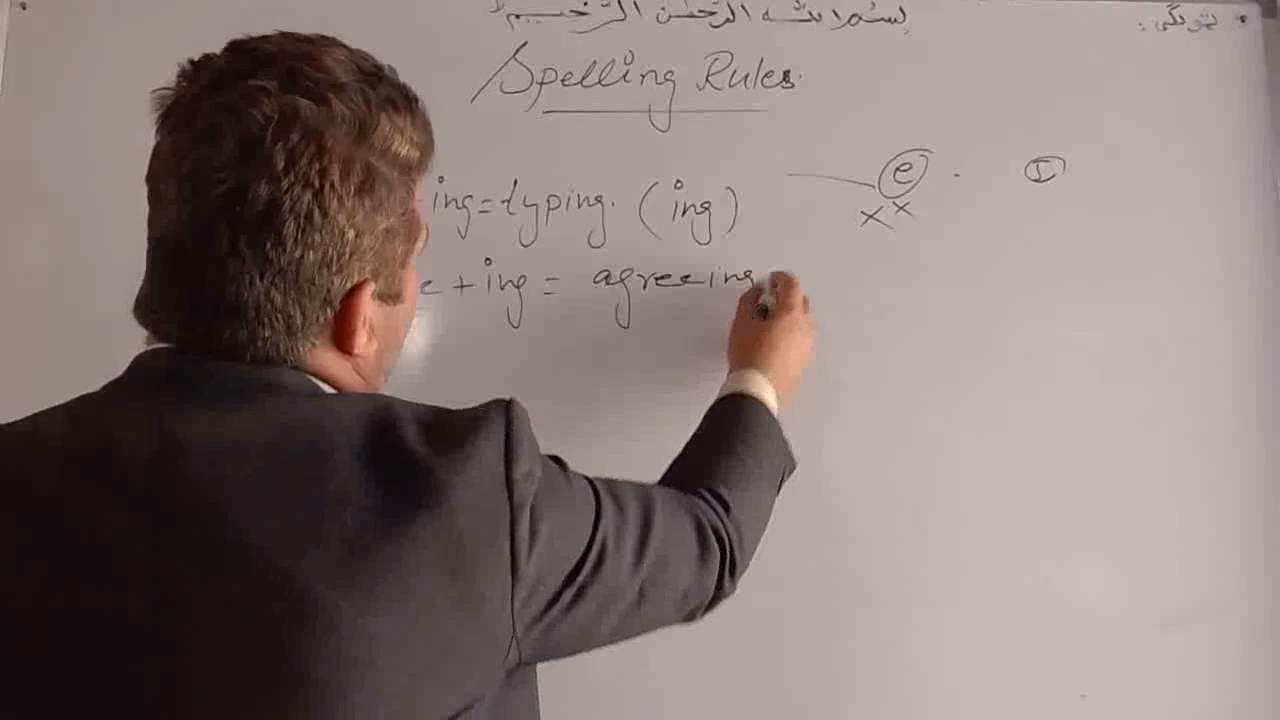 بسم الله الرحمن الرحیم
Spelling Rules.
ing=typing. (ing)
e . I
x x
e + ing = agreeing